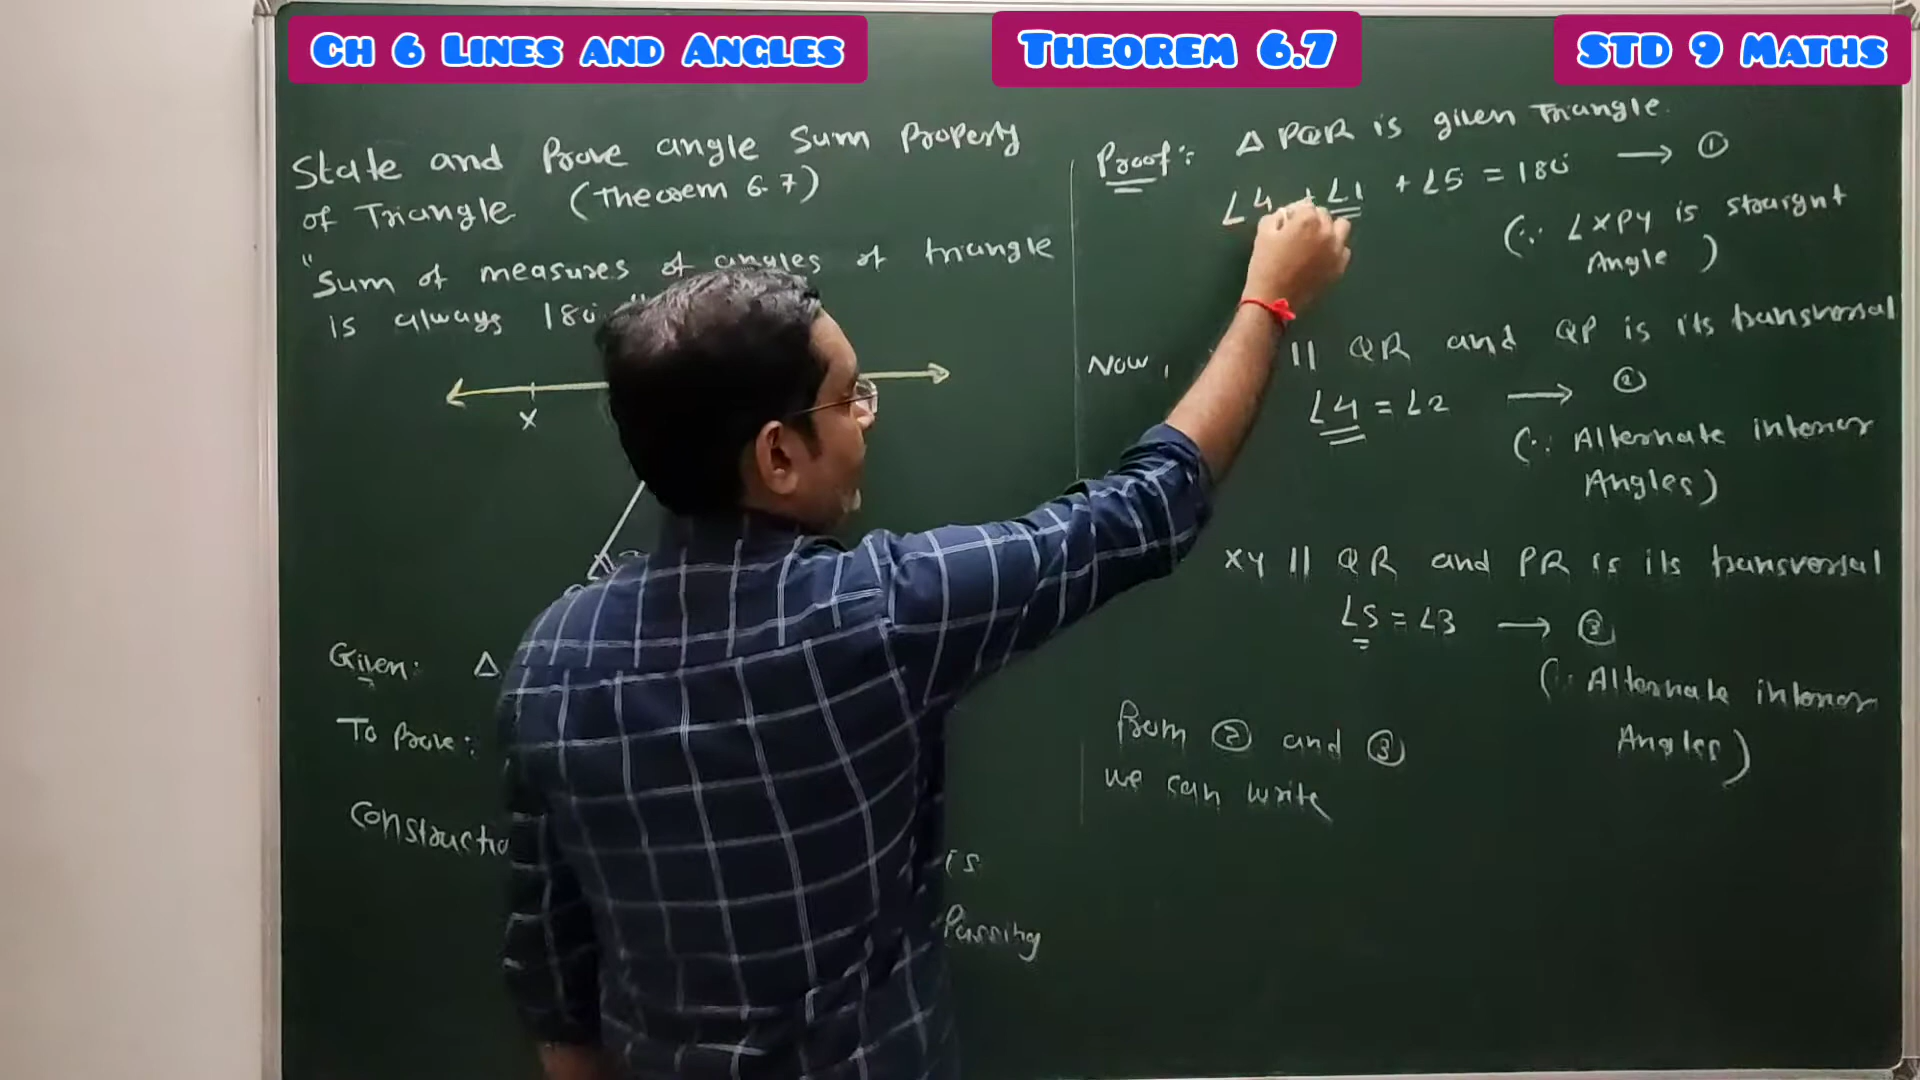 CH 6 LINES AND ANGLES
THEOREM 6.7
STD 9 MATHS
State and Prove angle Sum Property
of Triangle (Theorem 6.7)
"Sum of measures of angles of triangle
is always 180
X
Given: Δ
To Prove:
Constructio
is
Passing
Proof: Δ PQR is given Triangle.
∠4 + ∠1 + ∠5 = 180 → ①
(∵ ∠XPY is straignt
Angle )
Now, || QR and QP is its transversal
∠4 = ∠2 → ②
(∵ Alternate interior
Angles)
XY || QR and PR is its transversal
∠5 = ∠3 → ③
(∵ Alternate interior
Angles)
From ② and ③
we can write